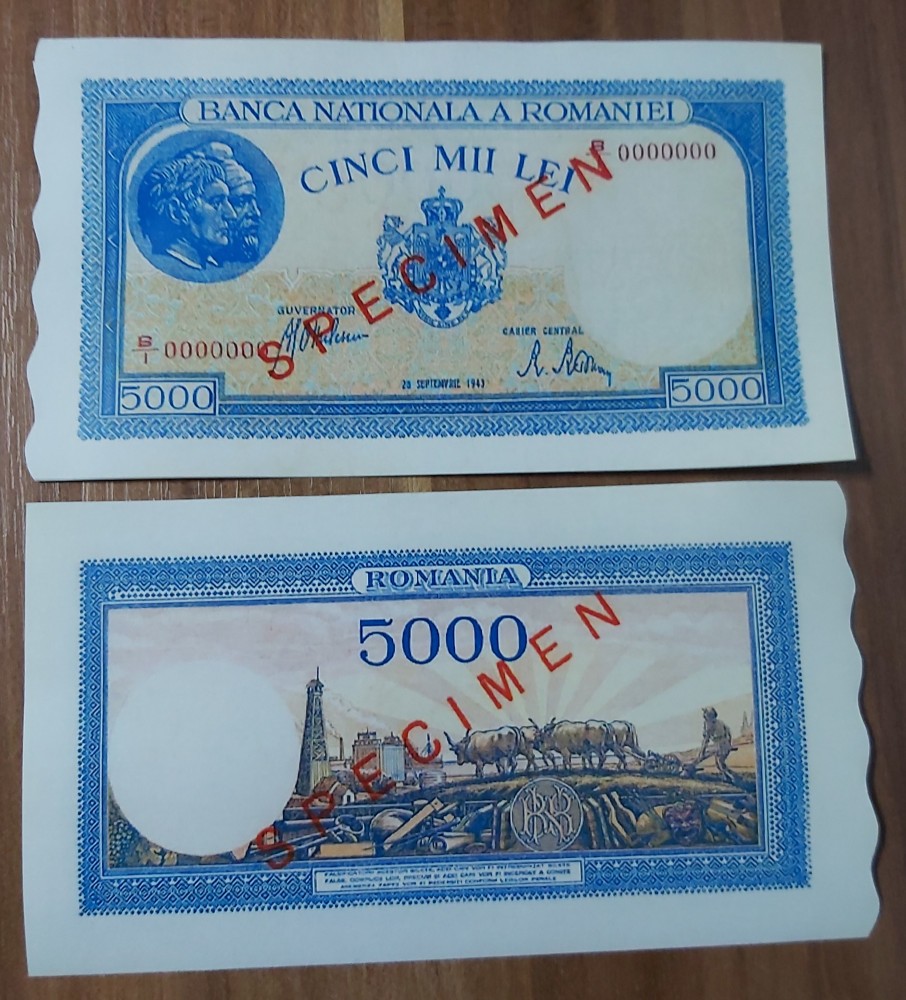 BANCA NATIONALA A ROMANIEI
CINCI MII LEI
S 0000000
SPECIMEN
GUVERNATOR
CASIER CENTRAL
S/1 0000000
28 SEPTEMVRIE 1943
5000
5000
ROMANIA
5000
SPECIMEN